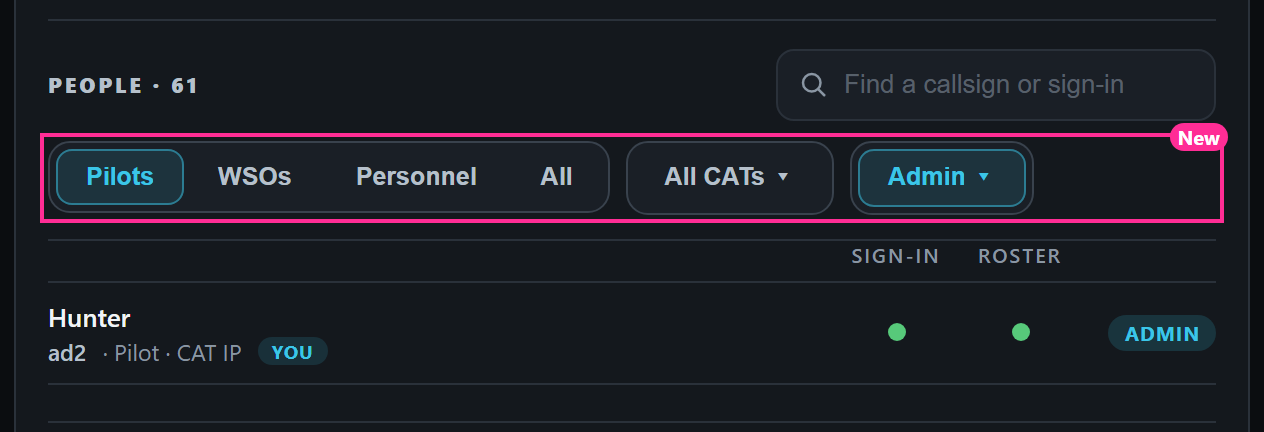 PEOPLE · 61
Find a callsign or sign-in
New
Pilots WSOs Personnel All All CATs ▾ Admin ▾
SIGN-IN ROSTER
Hunter
ad2 · Pilot · CAT IP YOU
ADMIN